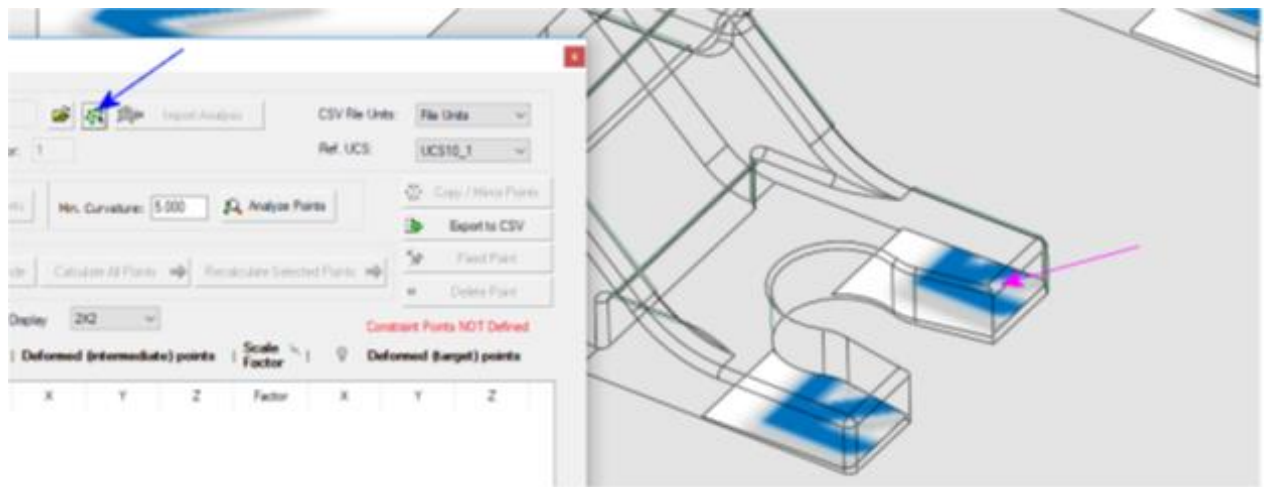 Import Analysis
CSV File Units: File Units
1
Ref. UCS: UCS10_1
Min. Curvature: 5.000 Analyze Points
Copy / Mirror Points
Export to CSV
Calculate All Points Recalculate Selected Points
Fixed Point
Delete Point
Display 2X2
Constraint Points NOT Defined
Deformed (intermediate) points | Scale Factor | Deformed (target) points
X Y Z Factor X Y Z